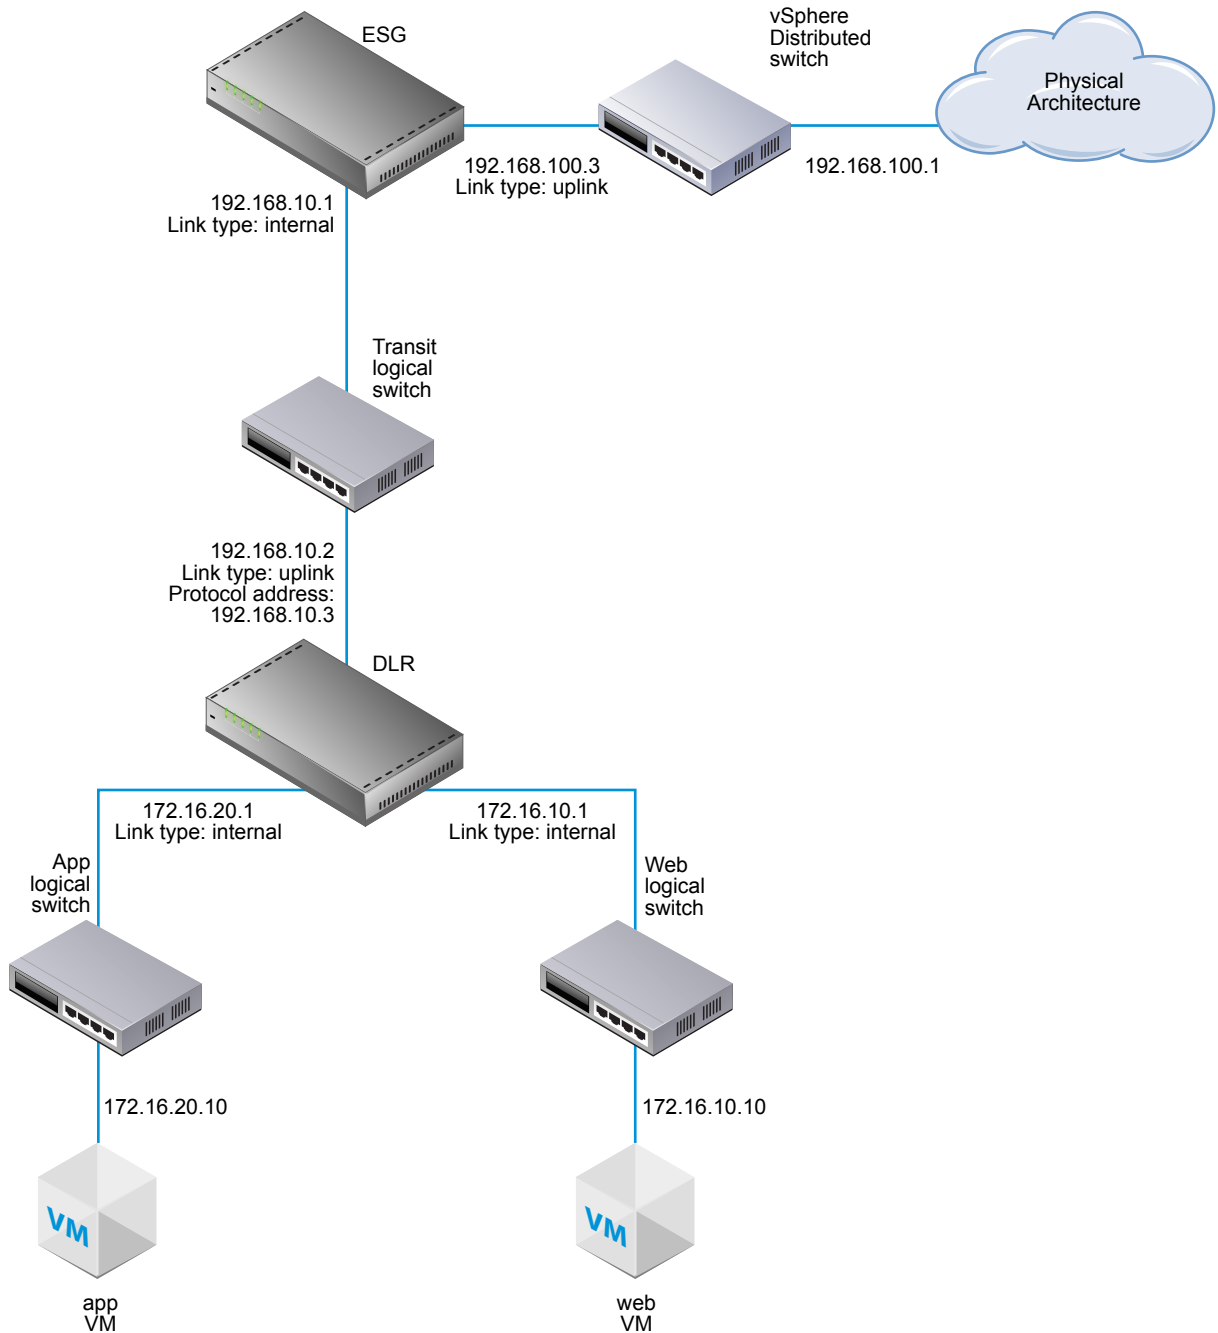 ESG
vSphere
Distributed
switch
Physical
Architecture
192.168.100.3
Link type: uplink
192.168.100.1
192.168.10.1
Link type: internal
Transit
logical
switch
192.168.10.2
Link type: uplink
Protocol address:
192.168.10.3
DLR
172.16.20.1
Link type: internal
172.16.10.1
Link type: internal
App
logical
switch
Web
logical
switch
172.16.20.10
172.16.10.10
VM
VM
app
VM
web
VM